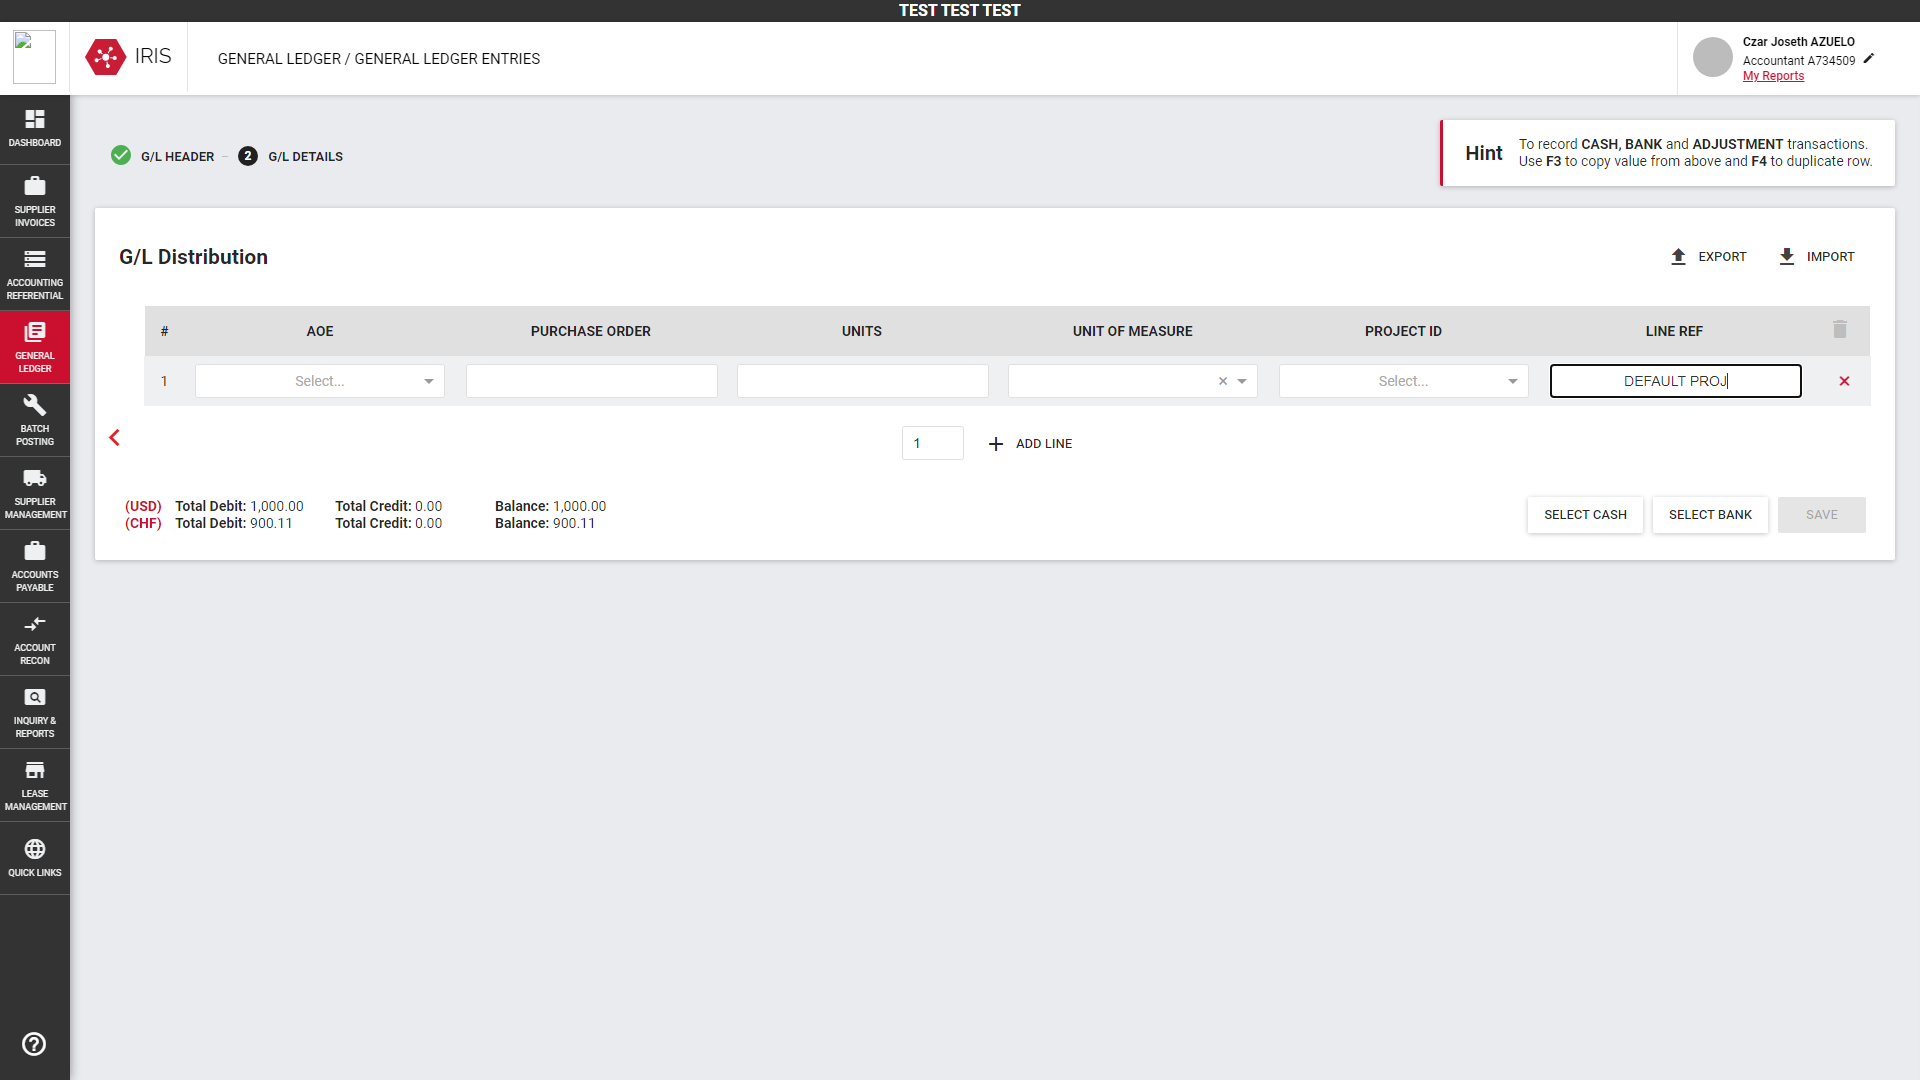 TEST TEST TEST
IRIS
GENERAL LEDGER / GENERAL LEDGER ENTRIES
Czar Joseth AZUELO
Accountant A734509
My Reports
DASHBOARD
SUPPLIER
INVOICES
ACCOUNTING
REFERENTIAL
GENERAL
LEDGER
BATCH
POSTING
SUPPLIER
MANAGEMENT
ACCOUNTS
PAYABLE
ACCOUNT
RECON
INQUIRY &
REPORTS
LEASE
MANAGEMENT
QUICK LINKS
G/L HEADER – 2 G/L DETAILS
Hint
To record CASH, BANK and ADJUSTMENT transactions.
Use F3 to copy value from above and F4 to duplicate row.
G/L Distribution
EXPORT IMPORT
# AOE PURCHASE ORDER UNITS UNIT OF MEASURE PROJECT ID LINE REF
1 Select... Select... DEFAULT PROJ
1 ADD LINE
(USD) Total Debit: 1,000.00 Total Credit: 0.00 Balance: 1,000.00
(CHF) Total Debit: 900.11 Total Credit: 0.00 Balance: 900.11
SELECT CASH SELECT BANK SAVE